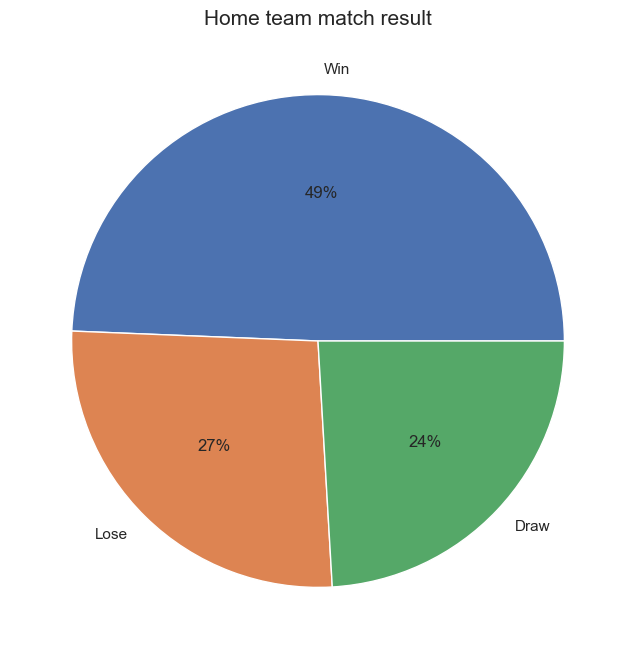 Home team match result
Win
49%
27%
24%
Lose
Draw